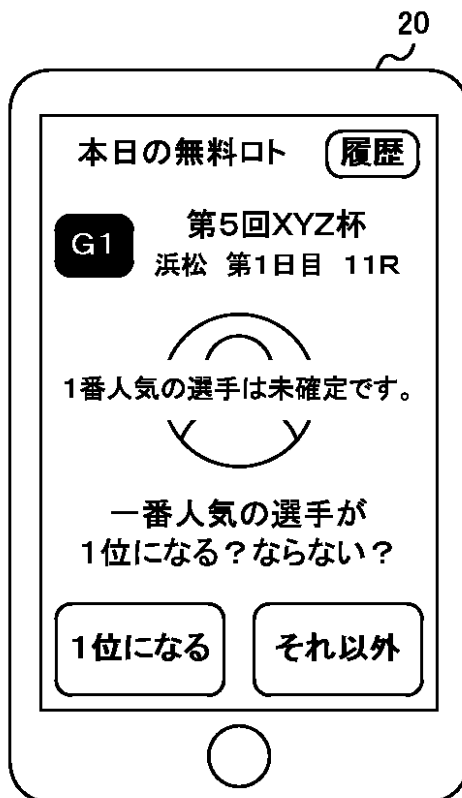 20
本日の無料ロト 履歴
G1
第5回XYZ杯
浜松 第1日目 11R
1番人気の選手は未確定です。
一番人気の選手が
1位になる？ならない？
1位になる それ以外